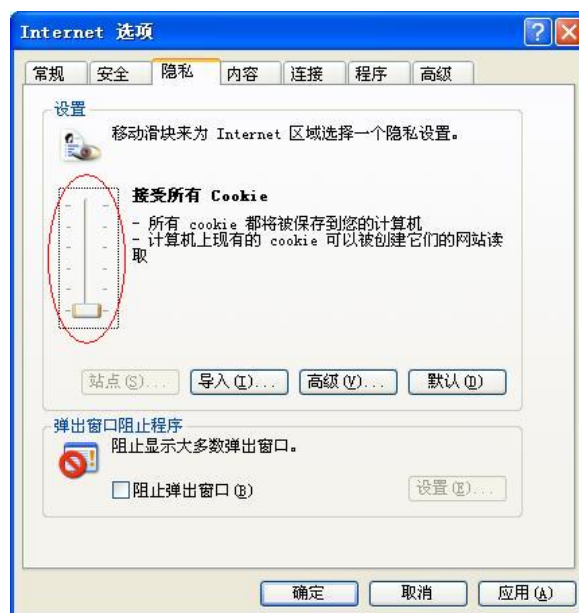 Internet 选项
常规 安全 隐私 内容 连接 程序 高级
设置
移动滑块来为 Internet 区域选择一个隐私设置。
接受所有 Cookie
- 所有 cookie 都将被保存到您的计算机
- 计算机上现有的 cookie 可以被创建它们的网站读
取
站点(S)... 导入(I)... 高级(V)... 默认(D)
弹出窗口阻止程序
阻止显示大多数弹出窗口。
阻止弹出窗口(B) 设置(E)...
确定 取消 应用(A)